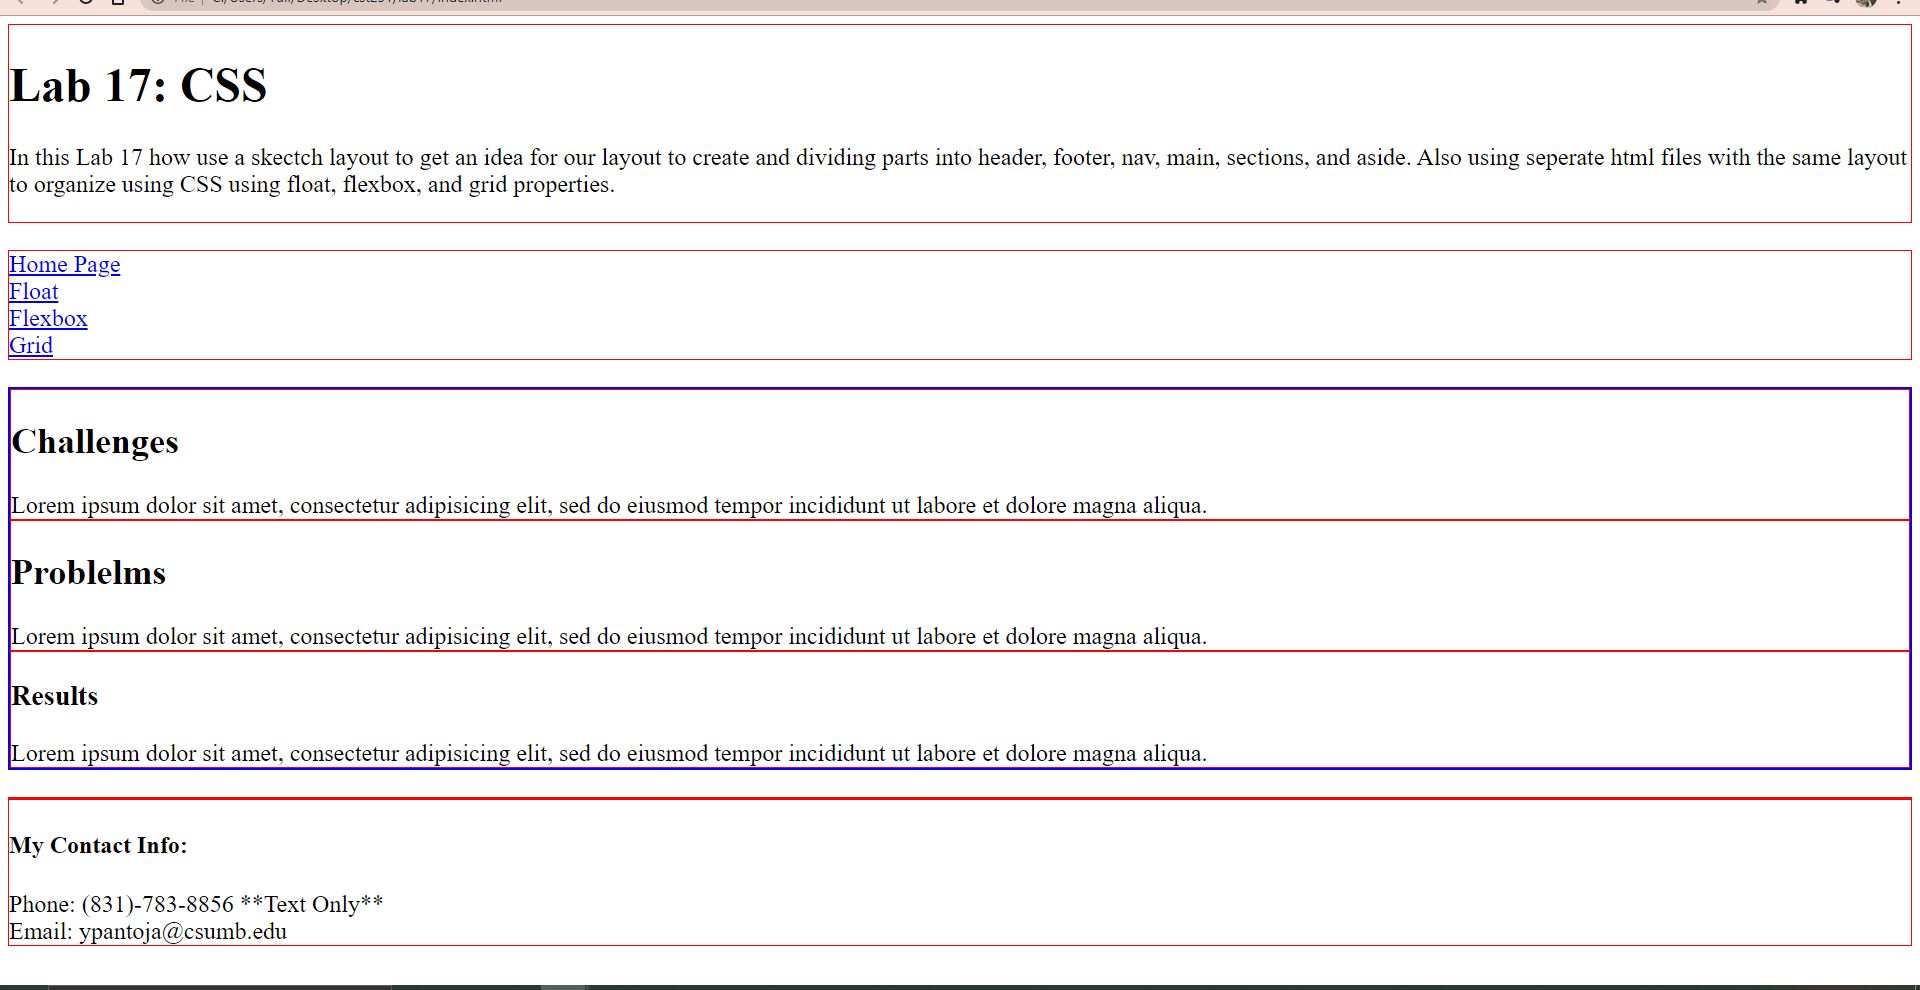 Lab 17: CSS
In this Lab 17 how use a skectch layout to get an idea for our layout to create and dividing parts into header, footer, nav, main, sections, and aside. Also using seperate html files with the same layout
to organize using CSS using float, flexbox, and grid properties.
Home Page
Float
Flexbox
Grid
Challenges
Lorem ipsum dolor sit amet, consectetur adipisicing elit, sed do eiusmod tempor incididunt ut labore et dolore magna aliqua.
Problelms
Lorem ipsum dolor sit amet, consectetur adipisicing elit, sed do eiusmod tempor incididunt ut labore et dolore magna aliqua.
Results
Lorem ipsum dolor sit amet, consectetur adipisicing elit, sed do eiusmod tempor incididunt ut labore et dolore magna aliqua.
My Contact Info:
Phone: (831)-783-8856 **Text Only**
Email: ypantoja@csumb.edu